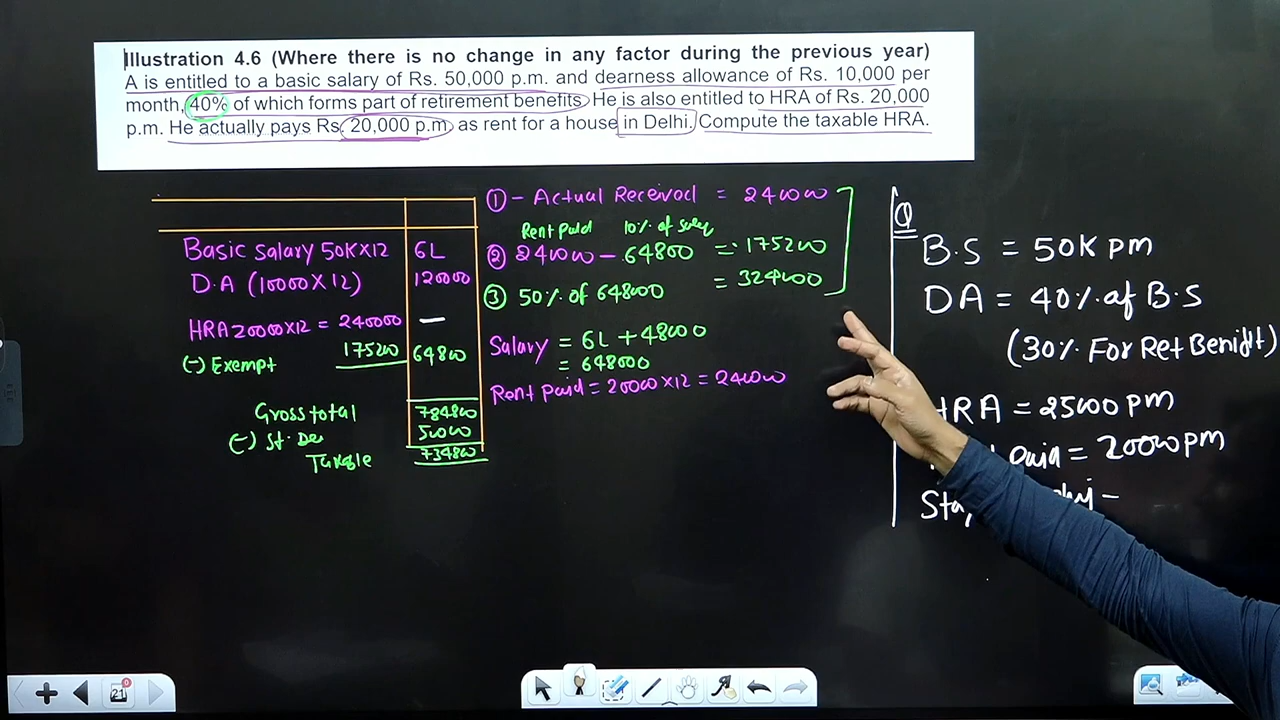 Illustration 4.6 (Where there is no change in any factor during the previous year)
A is entitled to a basic salary of Rs. 50,000 p.m. and dearness allowance of Rs. 10,000 per
month, 40% of which forms part of retirement benefits. He is also entitled to HRA of Rs. 20,000
p.m. He actually pays Rs. 20,000 p.m. as rent for a house in Delhi. Compute the taxable HRA.
Basic Salary 50K×12 6L
D.A (10000×12) 120000
HRA 20000×12 = 240000 —
(-) Exempt 175200 64800
Gross total 784800
(-) St. De 50000
Taxable 734800
① - Actual Received = 240000
Rent Paid 10% of salary
② 240000 - 64800 = 175200
③ 50% of 648000 = 324000
Salary = 6L + 48000
= 648000
Rent paid = 20000×12 = 240000
Q
B.S = 50K pm
DA = 40% of B.S
(30% For Ret Benifit)
HRA = 25000 pm
Paid = 20000 pm
Stay
21
0